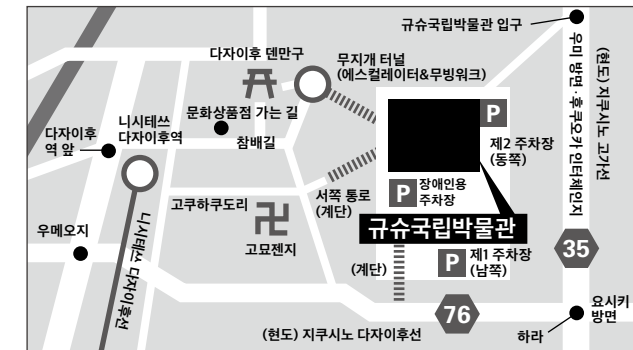 규슈국립박물관 입구
다자이후 덴만구
무지개 터널
(에스컬레이터&무빙워크)
(현도) 지쿠시노 고가선
우미 방면·후쿠오카 인터체인지
니시테쓰
다자이후역
문화상품점 가는 길
P
다자이후
역 앞
참배길
제2 주차장
(동쪽)
P
장애인용
주차장
서쪽 통로
(계단)
고쿠하쿠도리
규슈국립박물관
우메오지
니시테쓰 다자이후선
卍
고묘젠지
(계단)
P
제1 주차장
(남쪽)
35
76
요시키
방면
(현도) 지쿠시노 다자이후선
하라